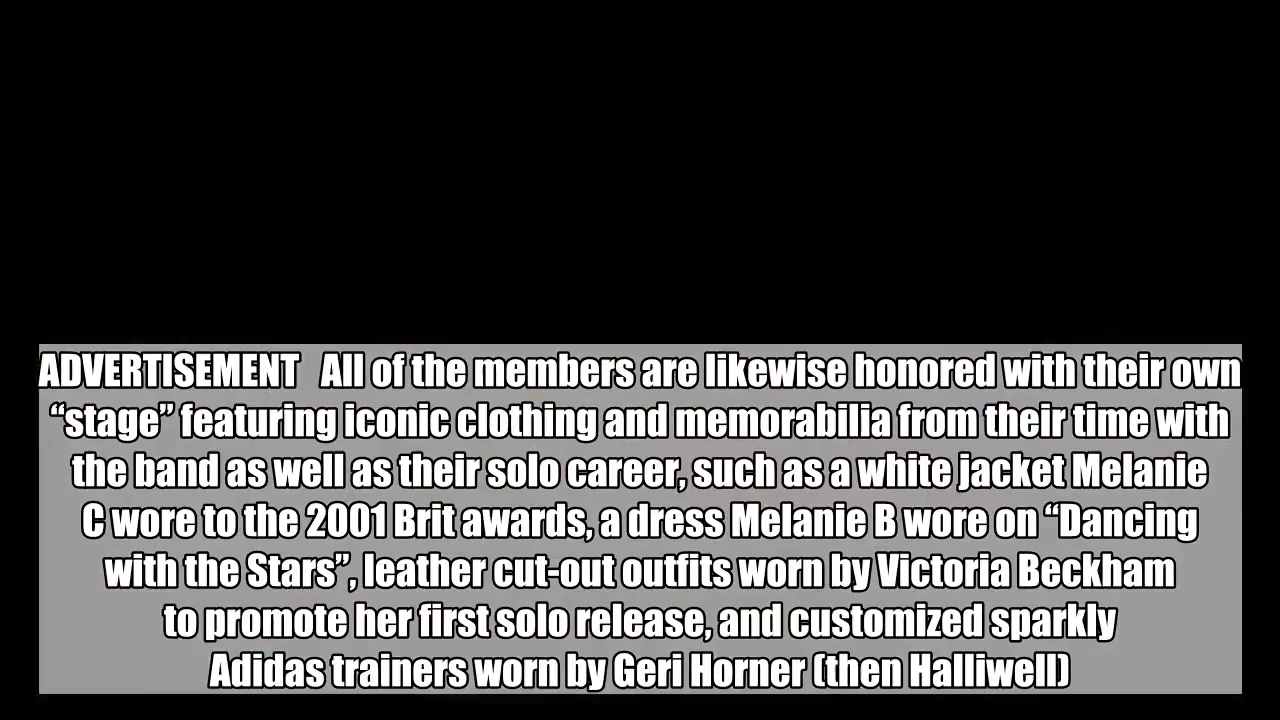 ADVERTISEMENT   All of the members are likewise honored with their own
“stage” featuring iconic clothing and memorabilia from their time with
the band as well as their solo career, such as a white jacket Melanie
C wore to the 2001 Brit awards, a dress Melanie B wore on “Dancing
with the Stars”, leather cut-out outfits worn by Victoria Beckham
to promote her first solo release, and customized sparkly
Adidas trainers worn by Geri Horner (then Halliwell)